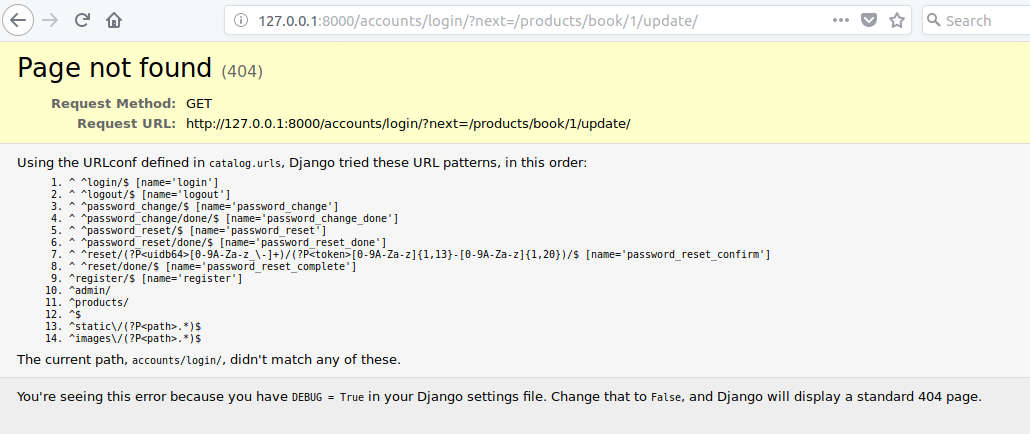 127.0.0.1:8000/accounts/login/?next=/products/book/1/update/
Search
Page not found (404)
Request Method: GET
Request URL: http://127.0.0.1:8000/accounts/login/?next=/products/book/1/update/
Using the URLconf defined in catalog.urls, Django tried these URL patterns, in this order:
1. ^ ^login/$ [name='login']
2. ^ ^logout/$ [name='logout']
3. ^ ^password_change/$ [name='password_change']
4. ^ ^password_change/done/$ [name='password_change_done']
5. ^ ^password_reset/$ [name='password_reset']
6. ^ ^password_reset/done/$ [name='password_reset_done']
7. ^ ^reset/(?P<uidb64>[0-9A-Za-z_\-]+)/(?P<token>[0-9A-Za-z]{1,13}-[0-9A-Za-z]{1,20})/$ [name='password_reset_confirm']
8. ^ ^reset/done/$ [name='password_reset_complete']
9. ^register/$ [name='register']
10. ^admin/
11. ^products/
12. ^$
13. ^static\/(?P<path>.*)$
14. ^images\/(?P<path>.*)$
The current path, accounts/login/, didn't match any of these.
You're seeing this error because you have DEBUG = True in your Django settings file. Change that to False, and Django will display a standard 404 page.